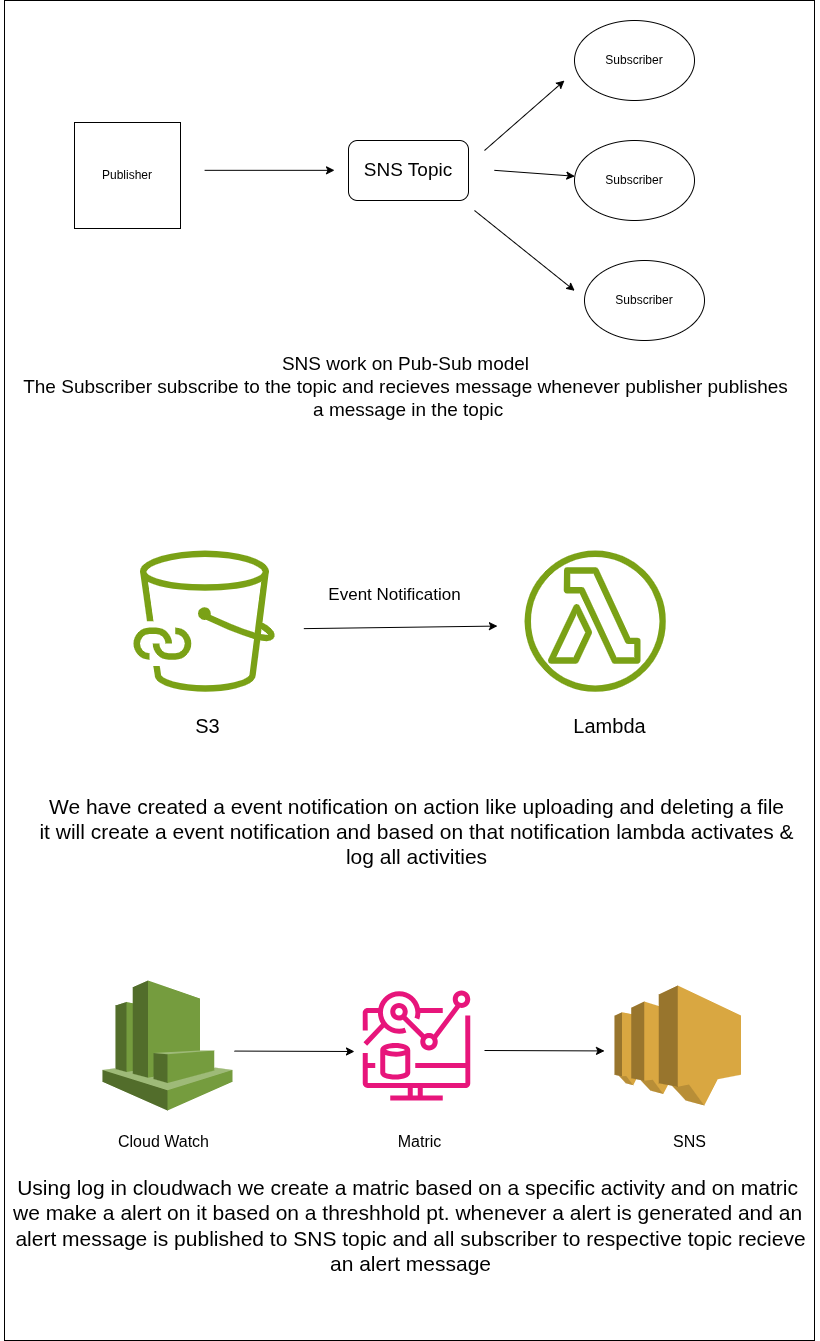 Subscriber
Publisher
SNS Topic
Subscriber
Subscriber
SNS work on Pub-Sub model
The Subscriber subscribe to the topic and recieves message whenever publisher publishes
a message in the topic
Event Notification
S3
Lambda
We have created a event notification on action like uploading and deleting a file
it will create a event notification and based on that notification lambda activates &
log all activities
Cloud Watch
Matric
SNS
Using log in cloudwach we create a matric based on a specific activity and on matric
we make a alert on it based on a threshhold pt. whenever a alert is generated and an
alert message is published to SNS topic and all subscriber to respective topic recieve
an alert message